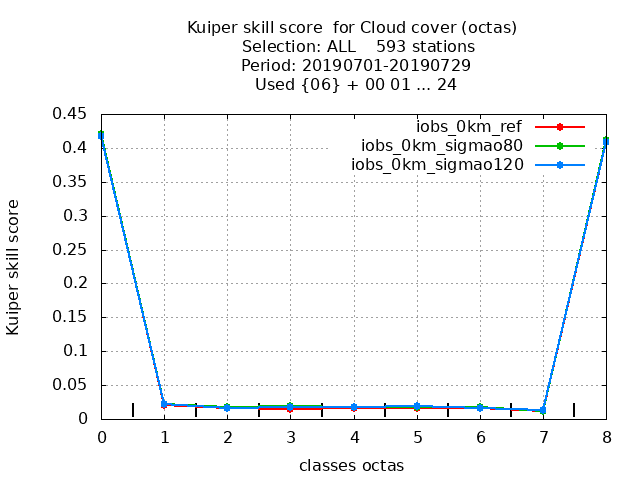 Kuiper skill score  for Cloud cover (octas)
Selection: ALL    593 stations
Period: 20190701-20190729
Used {06} + 00 01 ... 24
iobs_0km_ref
iobs_0km_sigmao80
iobs_0km_sigmao120
Kuiper skill score
0.45
0.4
0.35
0.3
0.25
0.2
0.15
0.1
0.05
0
0 1 2 3 4 5 6 7 8
classes octas